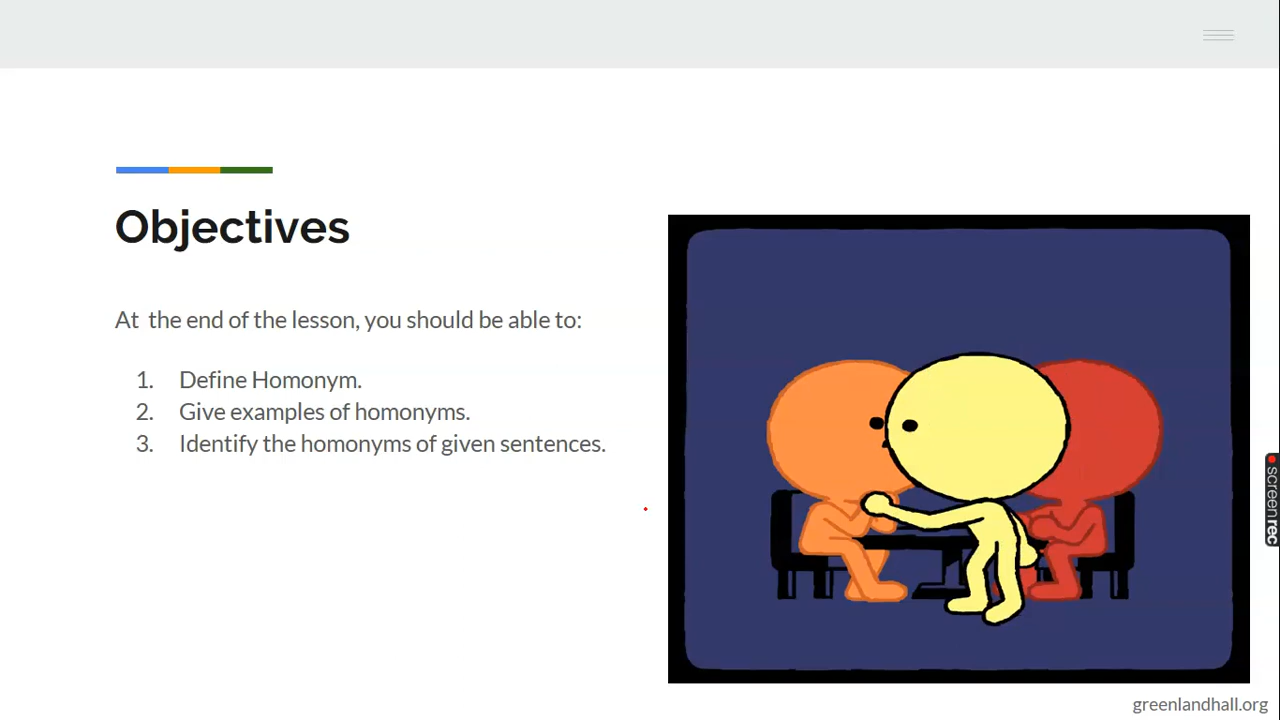 Objectives
At the end of the lesson, you should be able to:
1. Define Homonym.
2. Give examples of homonyms.
3. Identify the homonyms of given sentences.
screenrec
greenlandhall.org